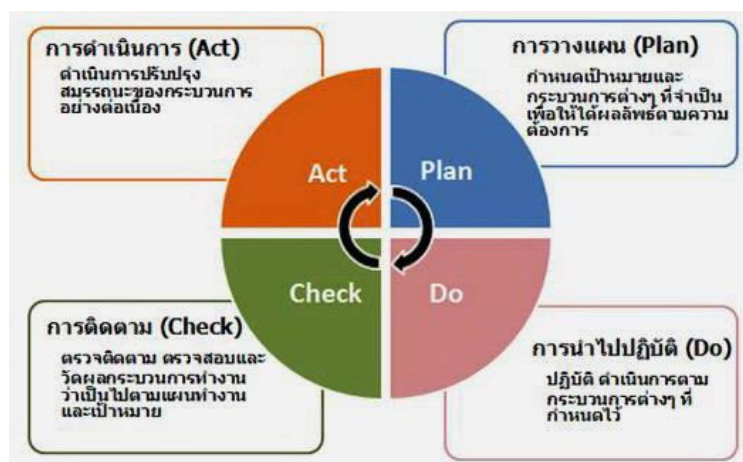 การดำเนินการ (Act)
ดำเนินการปรับปรุง
สมรรถนะของกระบวนการ
อย่างต่อเนื่อง
การวางแผน (Plan)
กำหนดเป้าหมายและ
กระบวนการต่างๆ ที่จำเป็น
เพื่อให้ได้ผลลัพธ์ตามความ
ต้องการ
Act
Plan
Check
Do
การติดตาม (Check)
ตรวจติดตาม ตรวจสอบและ
วัดผลกระบวนการทำงาน
ว่าเป็นไปตามแผนทำงาน
และเป้าหมาย
การนำไปปฏิบัติ (Do)
ปฏิบัติ ดำเนินการตาม
กระบวนการต่างๆ ที่
กำหนดไว้